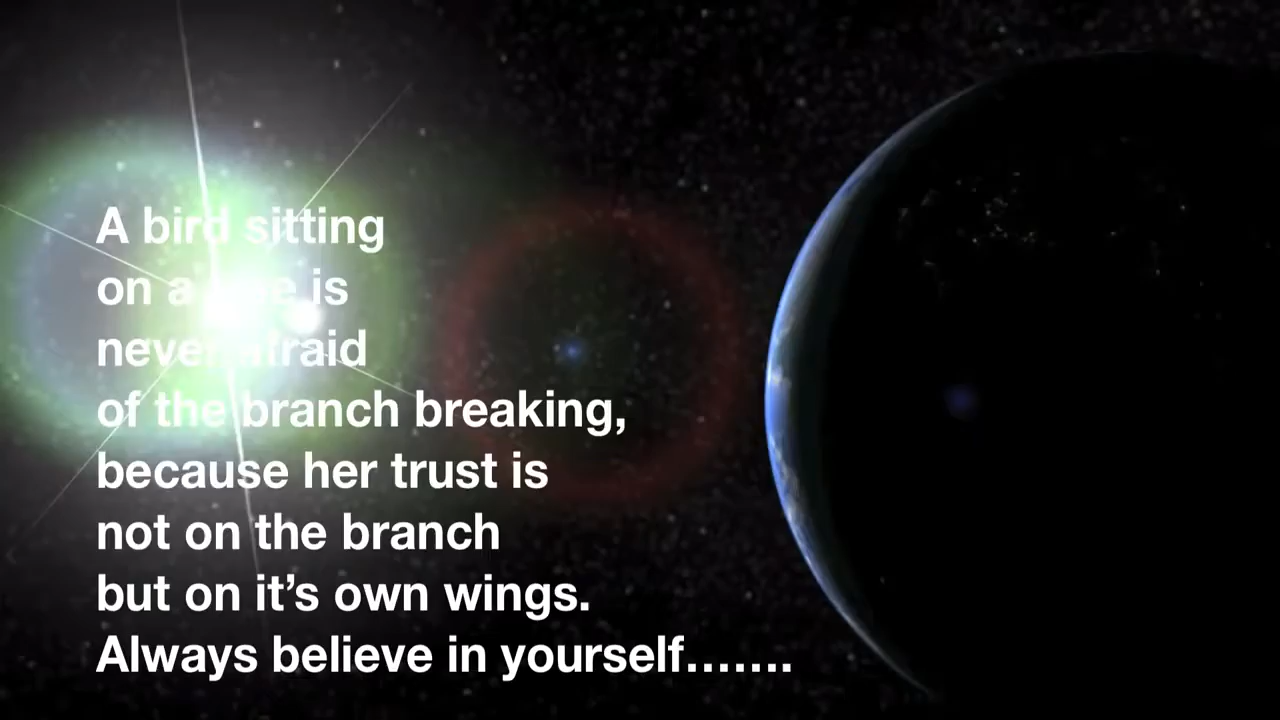 A bird sitting
on a tree is
never afraid
of the branch breaking,
because her trust is
not on the branch
but on it’s own wings.
Always believe in yourself.......